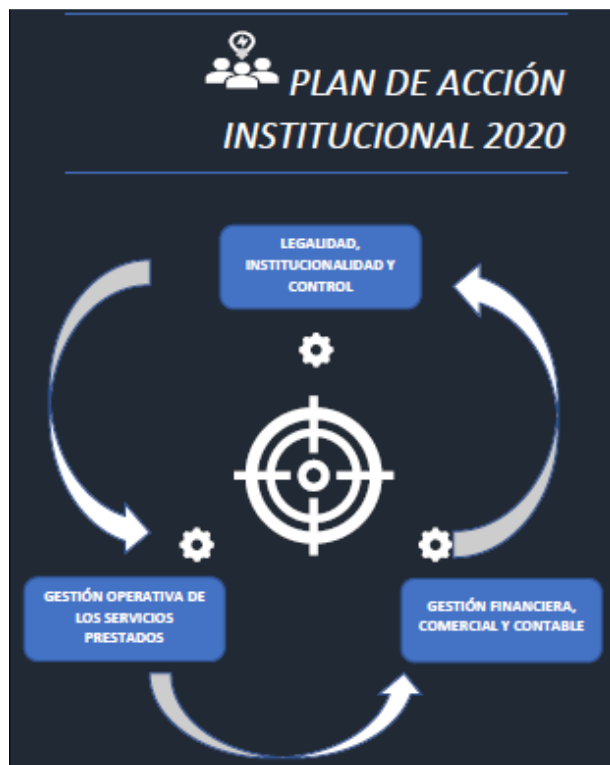 PLAN DE ACCIÓN
INSTITUCIONAL 2020
LEGALIDAD,
INSTITUCIONALIDAD Y
CONTROL
GESTIÓN OPERATIVA DE
LOS SERVICIOS
PRESTADOS
GESTIÓN FINANCIERA,
COMERCIAL Y CONTABLE